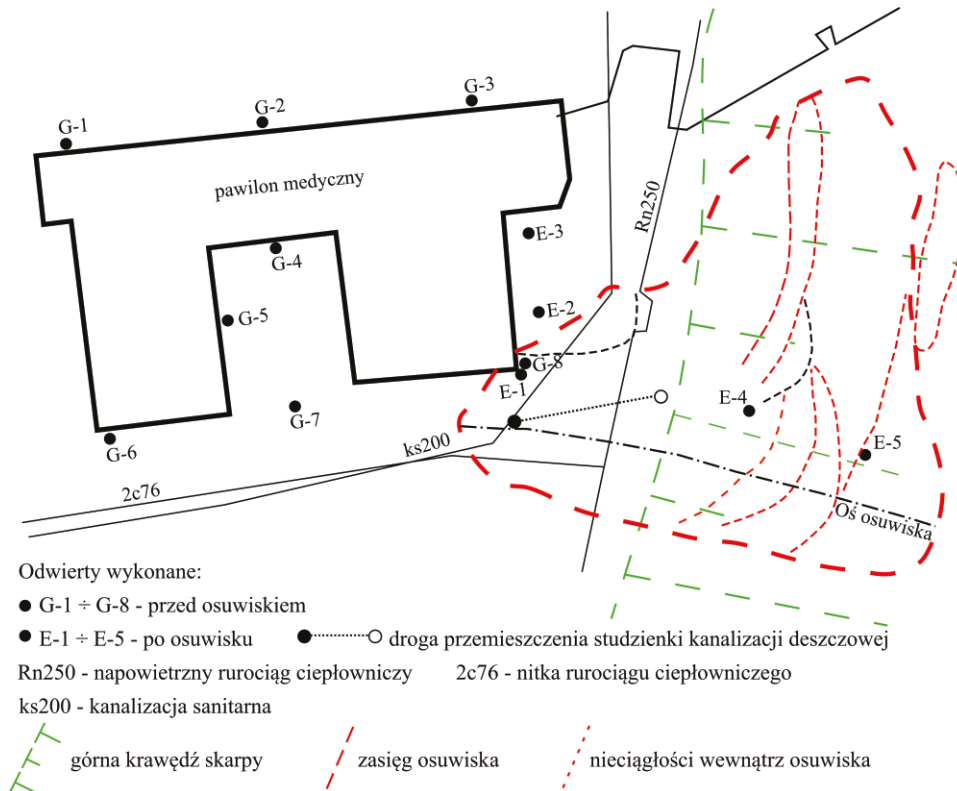 G-3
G-2
G-1
pawilon medyczny
Rn250
E-3
G-4
E-2
G-5
G-8
E-1
E-4
G-7
E-5
G-6
ks200
2c76
Oś osuwiska
Odwierty wykonane:
G-1 ÷ G-8 - przed osuwiskiem
E-1 ÷ E-5 - po osuwisku
droga przemieszczenia studzienki kanalizacji deszczowej
Rn250 - napowietrzny rurociąg ciepłowniczy
2c76 - nitka rurociągu ciepłowniczego
ks200 - kanalizacja sanitarna
górna krawędź skarpy
zasięg osuwiska
nieciągłości wewnątrz osuwiska